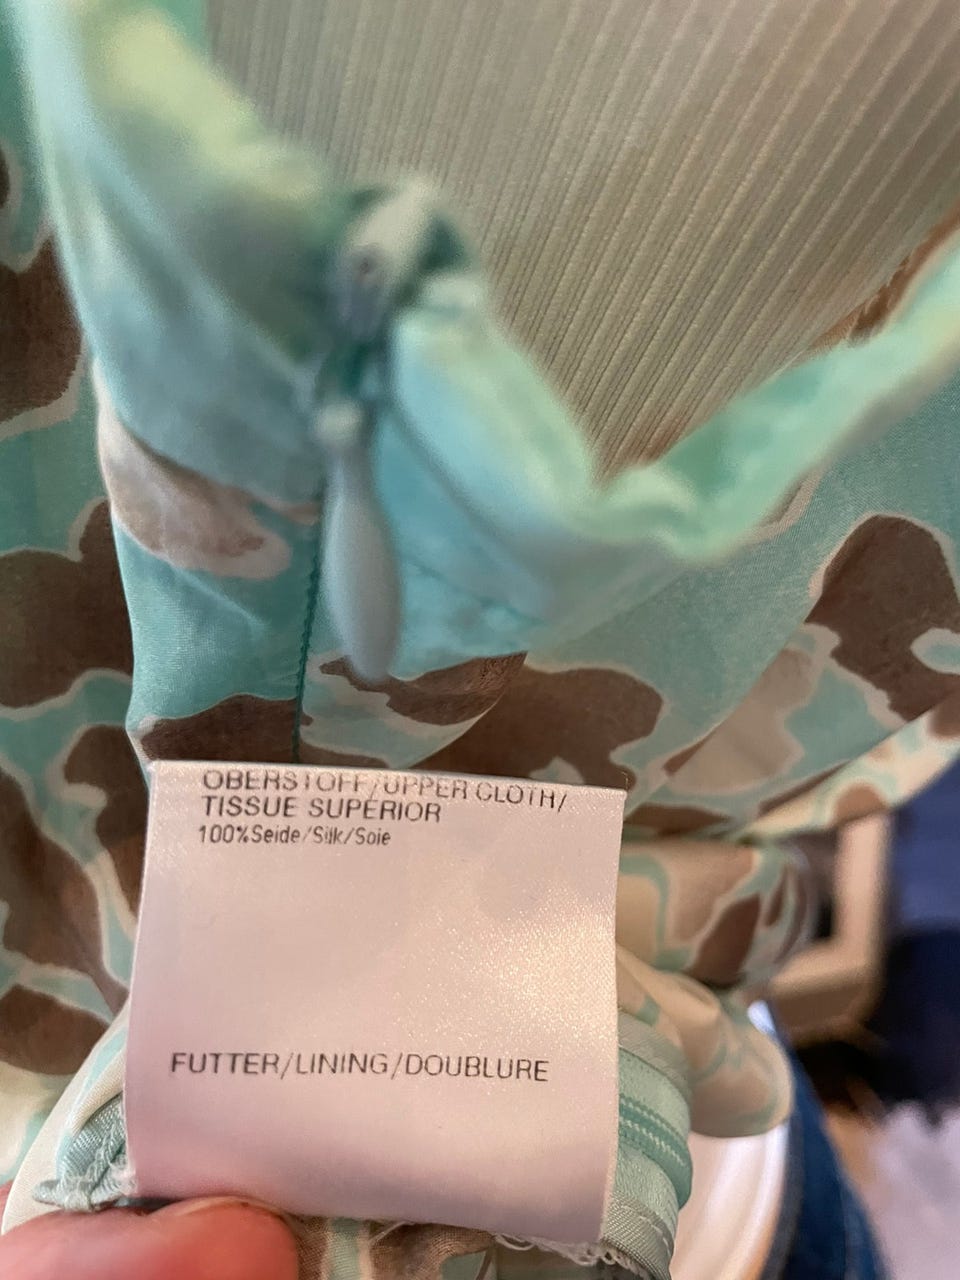 OBERSTOFF/UPPER CLOTH/
TISSUE SUPERIOR
100%Seide/Silk/Soie
FUTTER/LINING/DOUBLURE